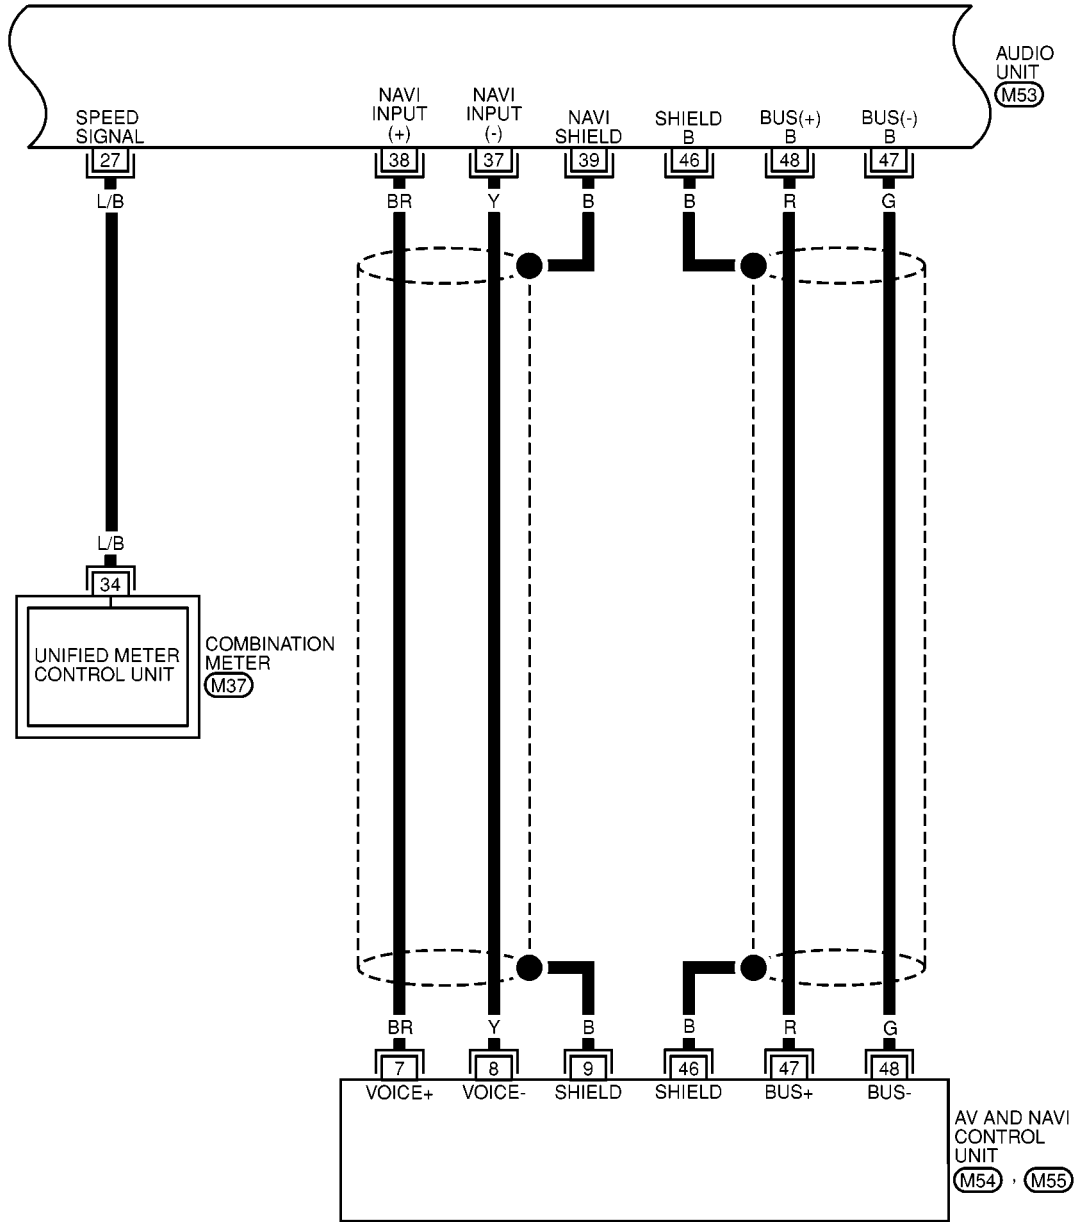 AUDIO
UNIT
M53
SPEED
SIGNAL
NAVI
INPUT
(+)
NAVI
INPUT
(-)
NAVI
SHIELD
SHIELD
B
BUS(+)
B
BUS(-)
B
27 38 37 39 46 48 47
L/B BR Y B B R G
L/B
34
UNIFIED METER
CONTROL UNIT
COMBINATION
METER
M37
BR Y B B R G
7 8 9 46 47 48
VOICE+ VOICE- SHIELD SHIELD BUS+ BUS-
AV AND NAVI
CONTROL
UNIT
M54 , M55